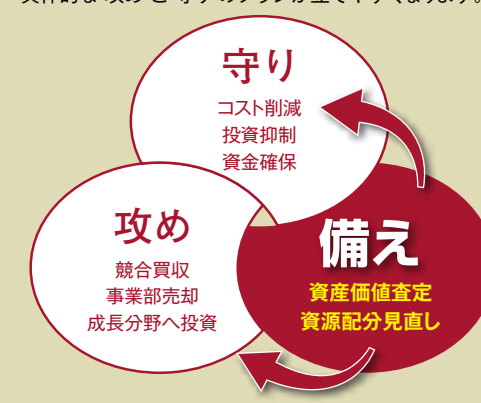 守り
コスト削減
投資抑制
資金確保
攻め
競合買収
事業部売却
成長分野へ投資
備え
資産価値査定
資源配分見直し